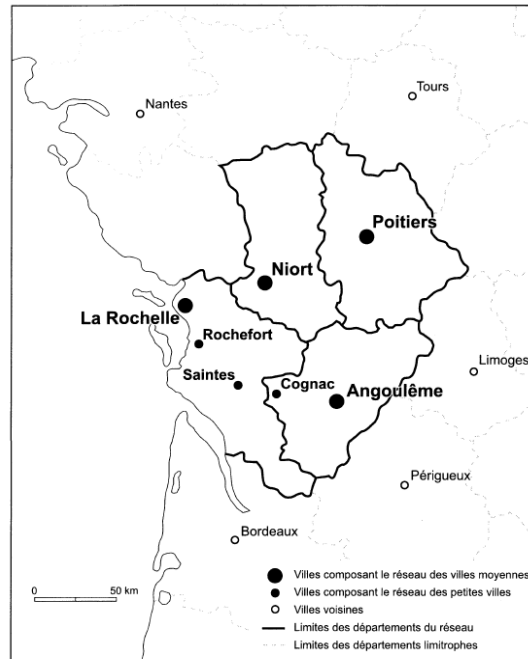 Tours
Nantes
Poitiers
Niort
La Rochelle
Rochefort
Limoges
Saintes
Cognac
Angoulême
Périgueux
Bordeaux
0 50 km
Villes composant le réseau des villes moyennes
Villes composant le réseau des petites villes
Villes voisines
Limites des départements du réseau
Limites des départements limitrophes